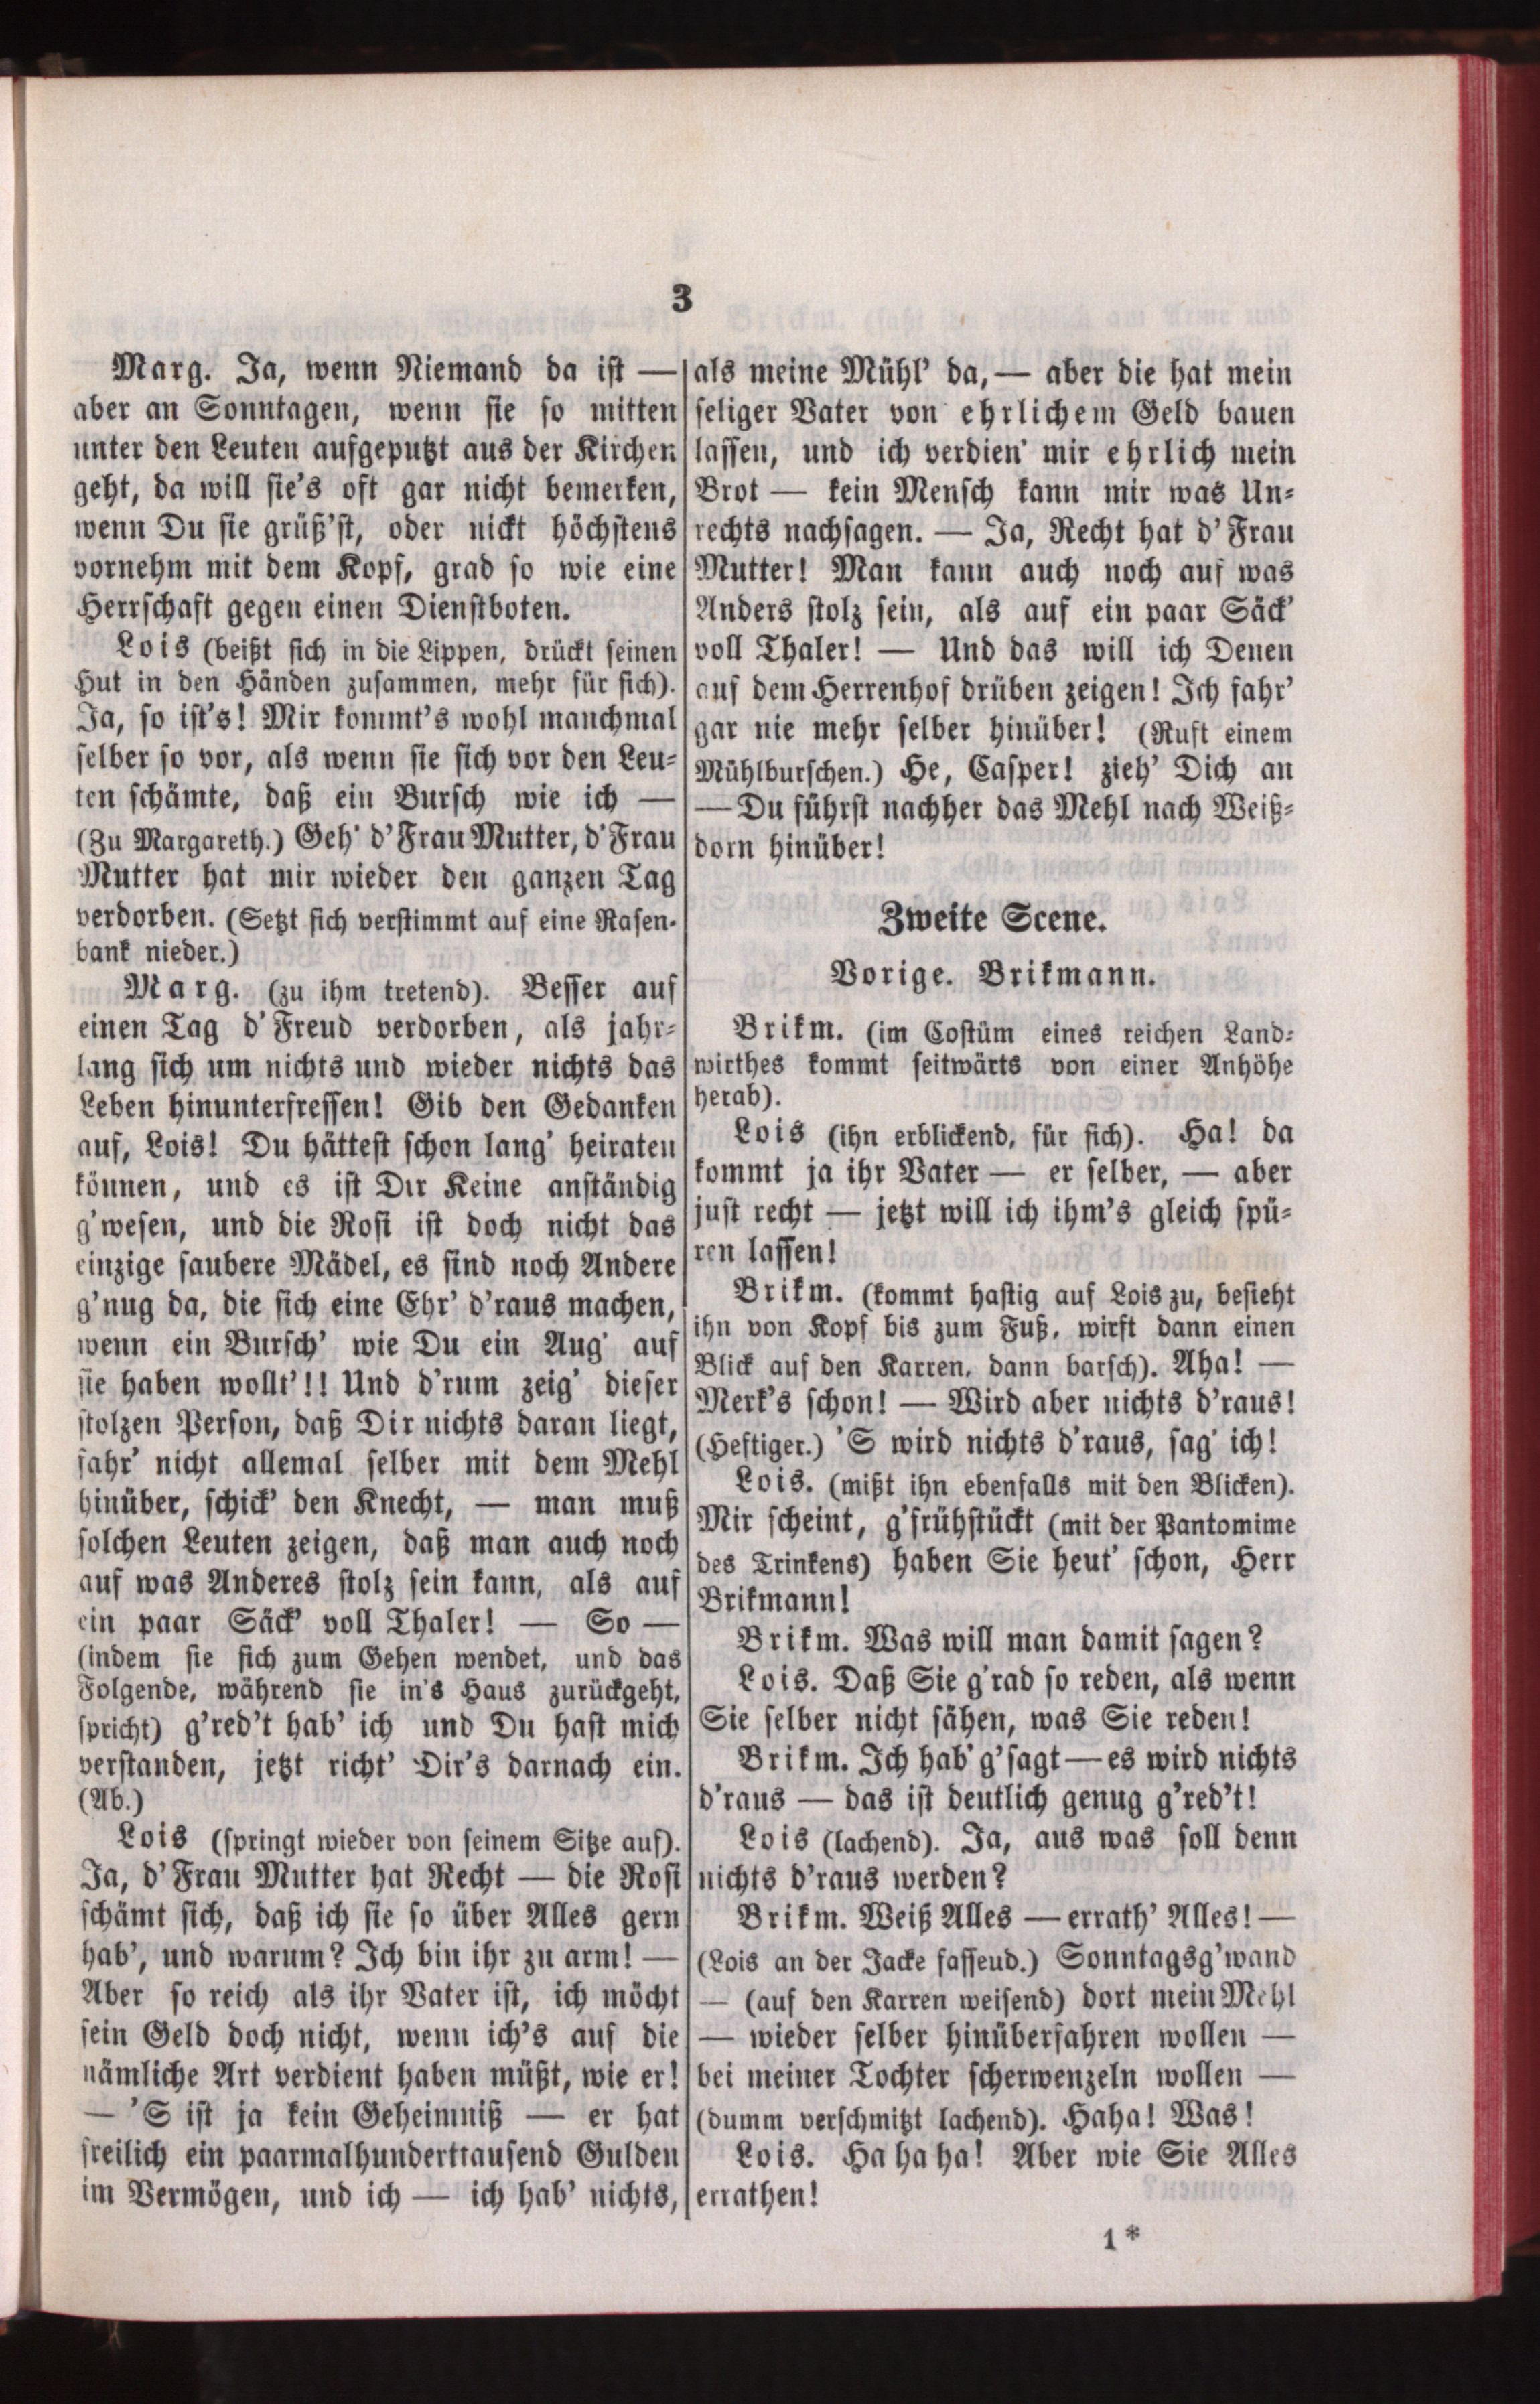 3
Marg. Ja, wenn Niemand da ist —
aber an Sonntagen, wenn sie so mitten
unter den Leuten aufgeputzt aus der Kirchen
geht, da will sie's oft gar nicht bemerken,
wenn Du sie grüß'st, oder nickt höchstens
vornehm mit dem Kopf, grad so wie eine
Herrschaft gegen einen Dienstboten.
Lois (beißt sich in die Lippen, drückt seinen
Hut in den Händen zusammen, mehr für sich).
Ja, so ist's! Mir kommt's wohl manchmal
selber so vor, als wenn sie sich vor den Leu-
ten schämte, daß ein Bursch wie ich —
(Zu Margareth.) Geh' d'Frau Mutter, d'Frau
Mutter hat mir wieder den ganzen Tag
verdorben. (Setzt sich verstimmt auf eine Rasen-
bank nieder.)
Marg. (zu ihm tretend). Besser auf
einen Tag d'Freud verdorben, als jahr-
lang sich um nichts und wieder nichts das
Leben hinunterfressen! Gib den Gedanken
auf, Lois! Du hättest schon lang' heiraten
können, und es ist Dir Keine anständig
g'wesen, und die Rosi ist doch nicht das
einzige saubere Mädel, es sind noch Andere
g'nug da, die sich eine Ehr' d'raus machen,
wenn ein Bursch' wie Du ein Aug' auf
sie haben wollt'!! Und d'rum zeig' dieser
stolzen Person, daß Dir nichts daran liegt,
fahr' nicht allemal selber mit dem Mehl
hinüber, schick' den Knecht, — man muß
solchen Leuten zeigen, daß man auch noch
auf was Anderes stolz sein kann, als auf
ein paar Säck' voll Thaler! — So —
(indem sie sich zum Gehen wendet, und das
Folgende, während sie in's Haus zurückgeht,
spricht) g'red't hab' ich und Du hast mich
verstanden, jetzt richt' Dir's darnach ein.
(Ab.)
Lois (springt wieder von seinem Sitze auf).
Ja, d'Frau Mutter hat Recht — die Rosi
schämt sich, daß ich sie so über Alles gern
hab', und warum? Ich bin ihr zu arm! —
Aber so reich als ihr Vater ist, ich möcht
sein Geld doch nicht, wenn ich's auf die
nämliche Art verdient haben müßt, wie er!
— 'S ist ja kein Geheimniß — er hat
freilich ein paarmalhunderttausend Gulden
im Vermögen, und ich — ich hab' nichts,
als meine Mühl' da, — aber die hat mein
seliger Vater von ehrlichem Geld bauen
lassen, und ich verdien' mir ehrlich mein
Brot — kein Mensch kann mir was Un-
rechts nachsagen. — Ja, Recht hat d'Frau
Mutter! Man kann auch noch auf was
Anders stolz sein, als auf ein paar Säck'
voll Thaler! — Und das will ich Denen
auf dem Herrenhof drüben zeigen! Ich fahr'
gar nie mehr selber hinüber! (Ruft einem
Mühlburschen.) He, Casper! zieh' Dich an
— Du führst nachher das Mehl nach Weiß-
dorn hinüber!
Zweite Scene.
Vorige. Brikmann.
Brikm. (im Costüm eines reichen Land-
wirthes kommt seitwärts von einer Anhöhe
herab).
Lois (ihn erblickend, für sich). Ha! da
kommt ja ihr Vater — er selber, — aber
just recht — jetzt will ich ihm's gleich spü-
ren lassen!
Brikm. (kommt hastig auf Lois zu, besieht
ihn von Kopf bis zum Fuß, wirft dann einen
Blick auf den Karren, dann barsch). Aha! —
Merk's schon! — Wird aber nichts d'raus!
(Heftiger.) 'S wird nichts d'raus, sag' ich!
Lois. (mißt ihn ebenfalls mit den Blicken).
Mir scheint, g'frühstückt (mit der Pantomime
des Trinkens) haben Sie heut' schon, Herr
Brikmann!
Brikm. Was will man damit sagen?
Lois. Daß Sie g'rad so reden, als wenn
Sie selber nicht sähen, was Sie reden!
Brikm. Ich hab' g'sagt — es wird nichts
d'raus — das ist deutlich genug g'red't!
Lois (lachend). Ja, aus was soll denn
nichts d'raus werden?
Brikm. Weiß Alles — errath' Alles! —
(Lois an der Jacke fassend.) Sonntagsg'wand
— (auf den Karren weisend) dort mein Mehl
— wieder selber hinüberfahren wollen —
bei meiner Tochter scherwenzeln wollen —
(dumm verschmitzt lachend). Haha! Was!
Lois. Ha ha ha! Aber wie Sie Alles
errathen!
1*